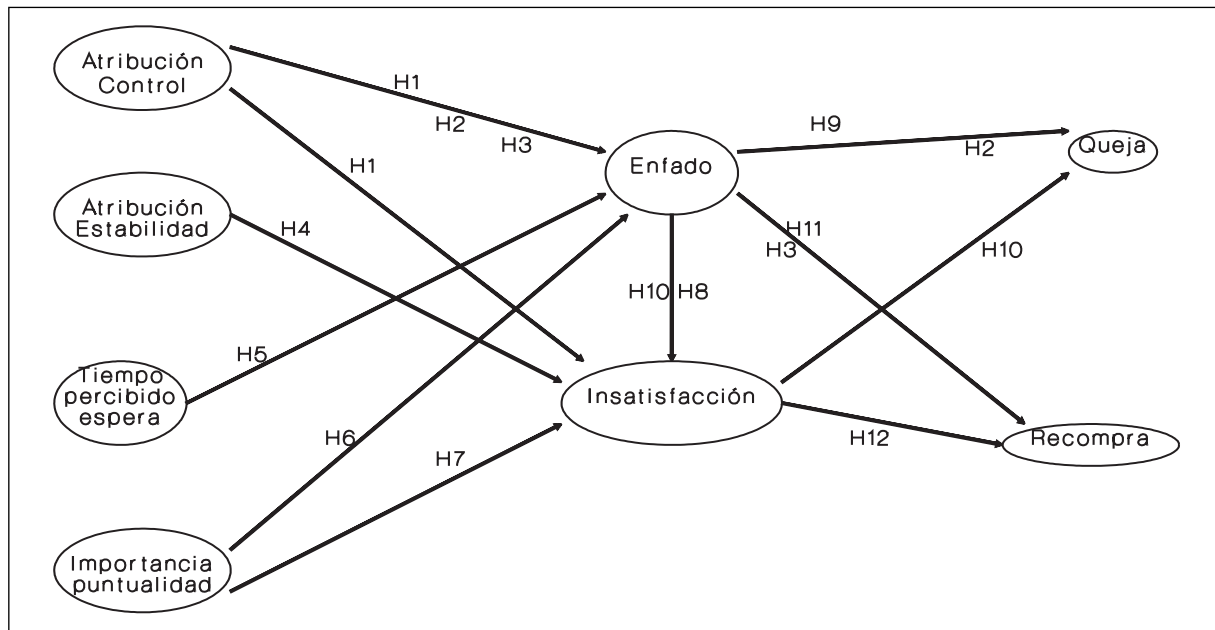 Atribución
Control
H1
H2
H3
H1
Atribución
Estabilidad
H4
Enfado
H9
H2
Queja
H11
H3
H10
H10
H8
H5
Tiempo
percibido
espera
Insatisfacción
H12
Recompra
H6
H7
Importancia
puntualidad